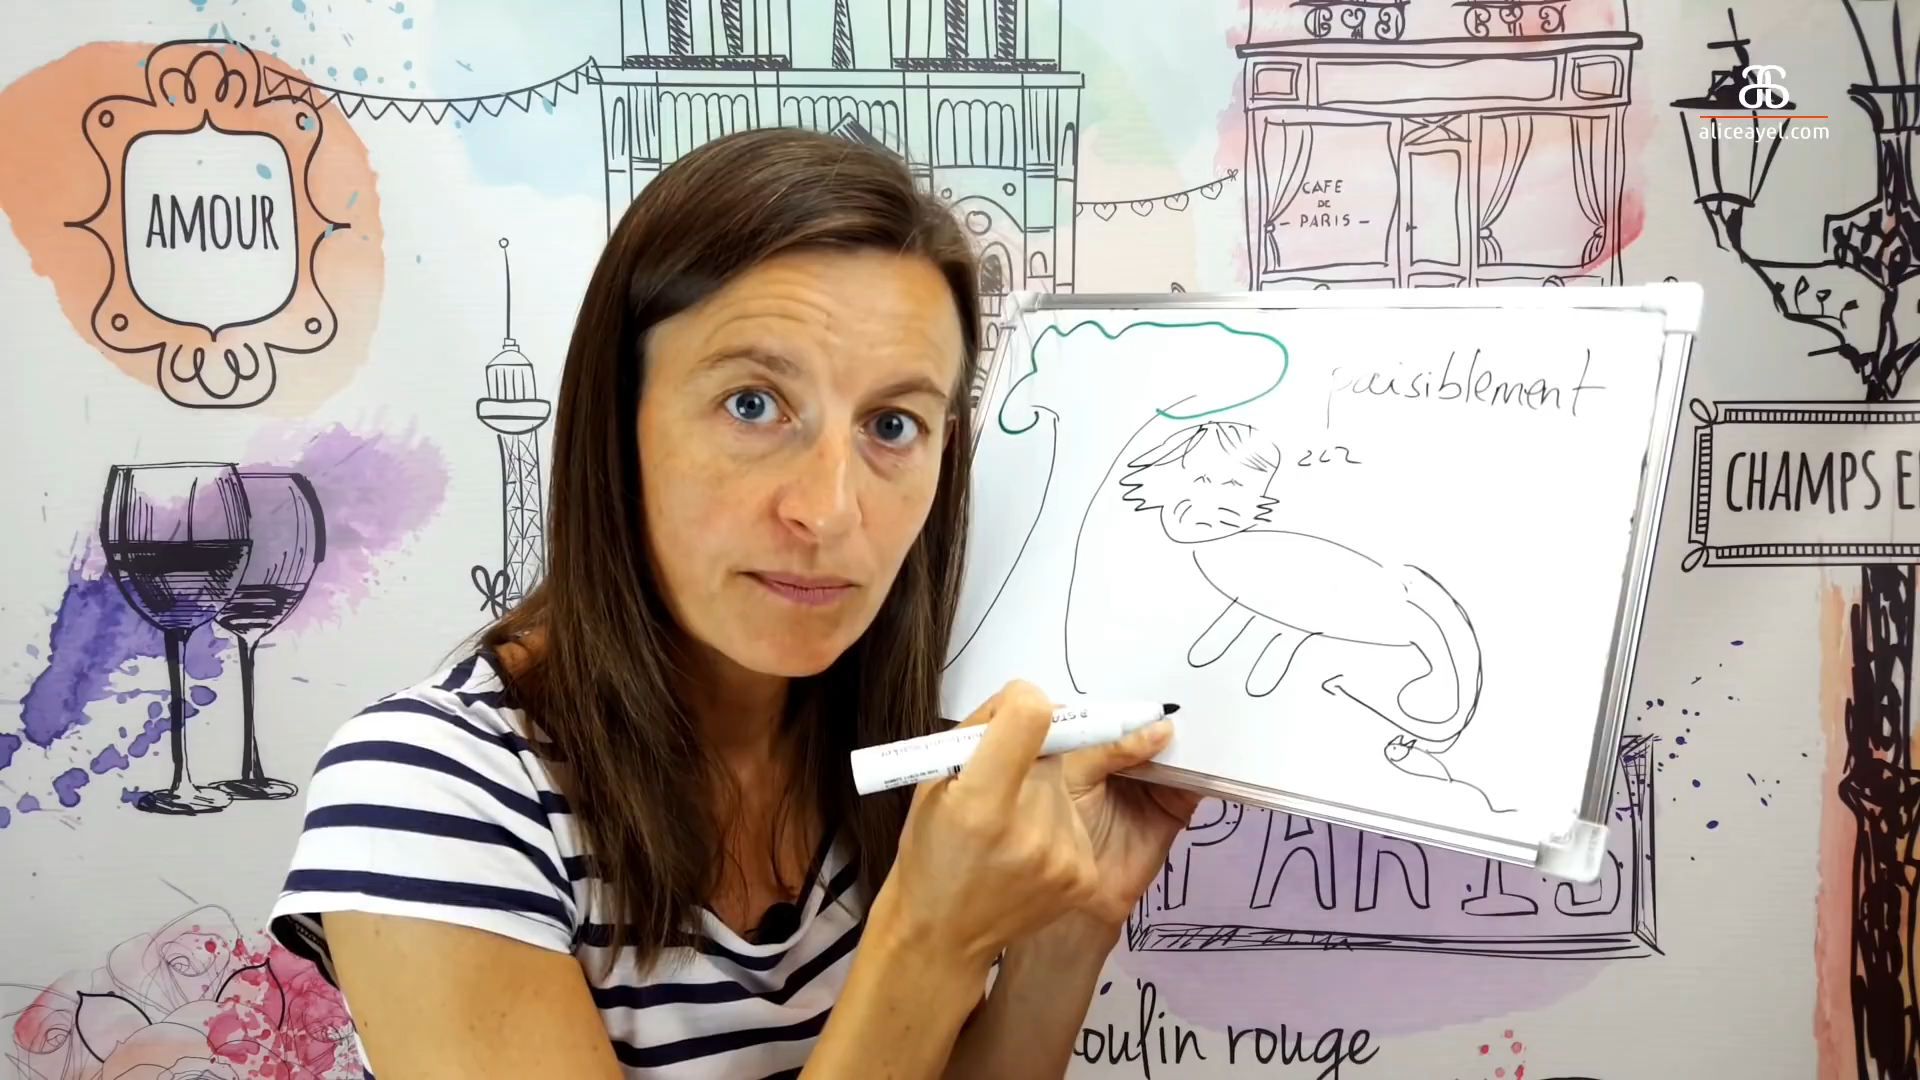 AMOUR
CAFE
DE
- PARIS -
aliceayel.com
paisiblement
zzz
CHAMPS E
PARIS
oulin rouge